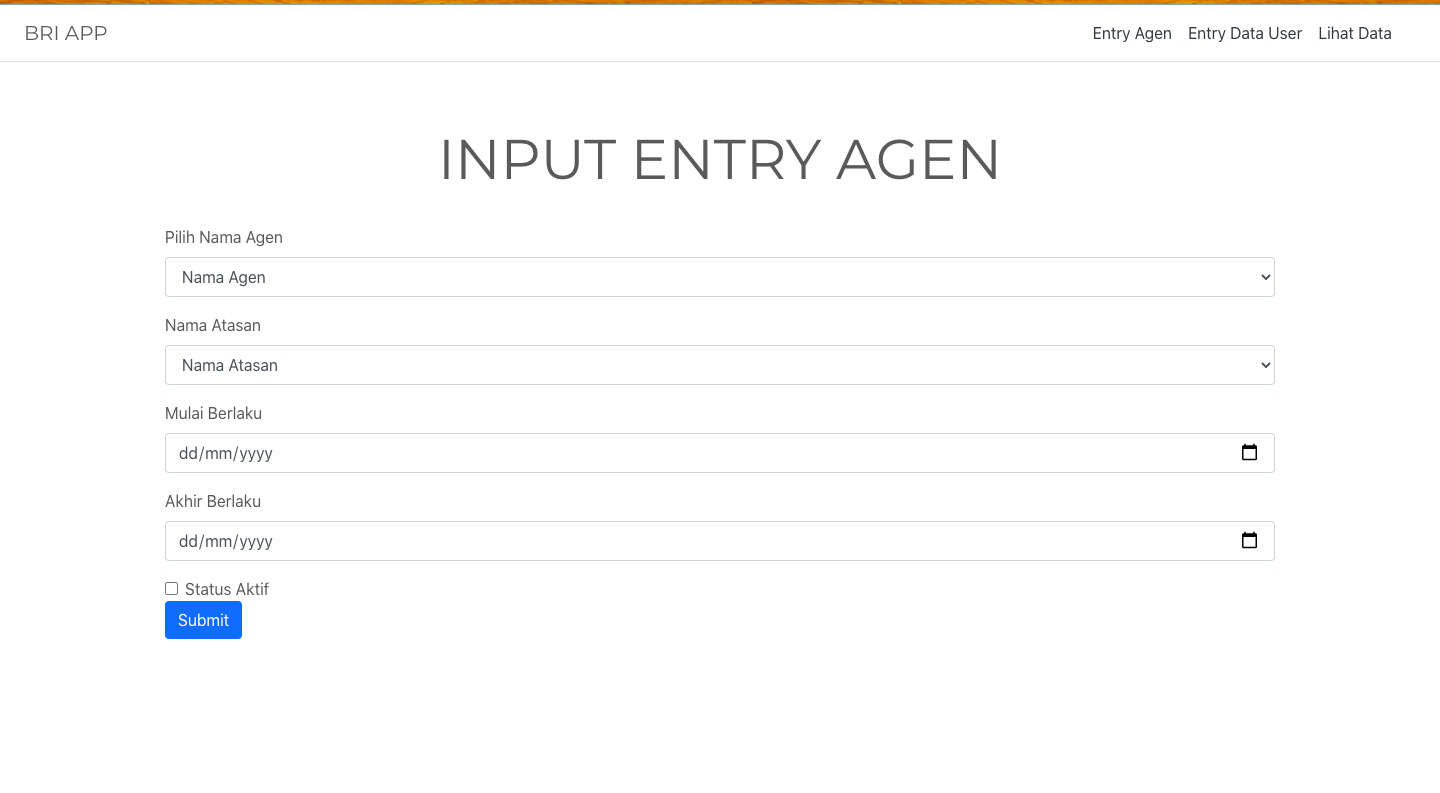 BRI APP
Entry Agen Entry Data User Lihat Data
INPUT ENTRY AGEN
Pilih Nama Agen
Nama Agen
Nama Atasan
Nama Atasan
Mulai Berlaku
dd/mm/yyyy
Akhir Berlaku
dd/mm/yyyy
Status Aktif
Submit